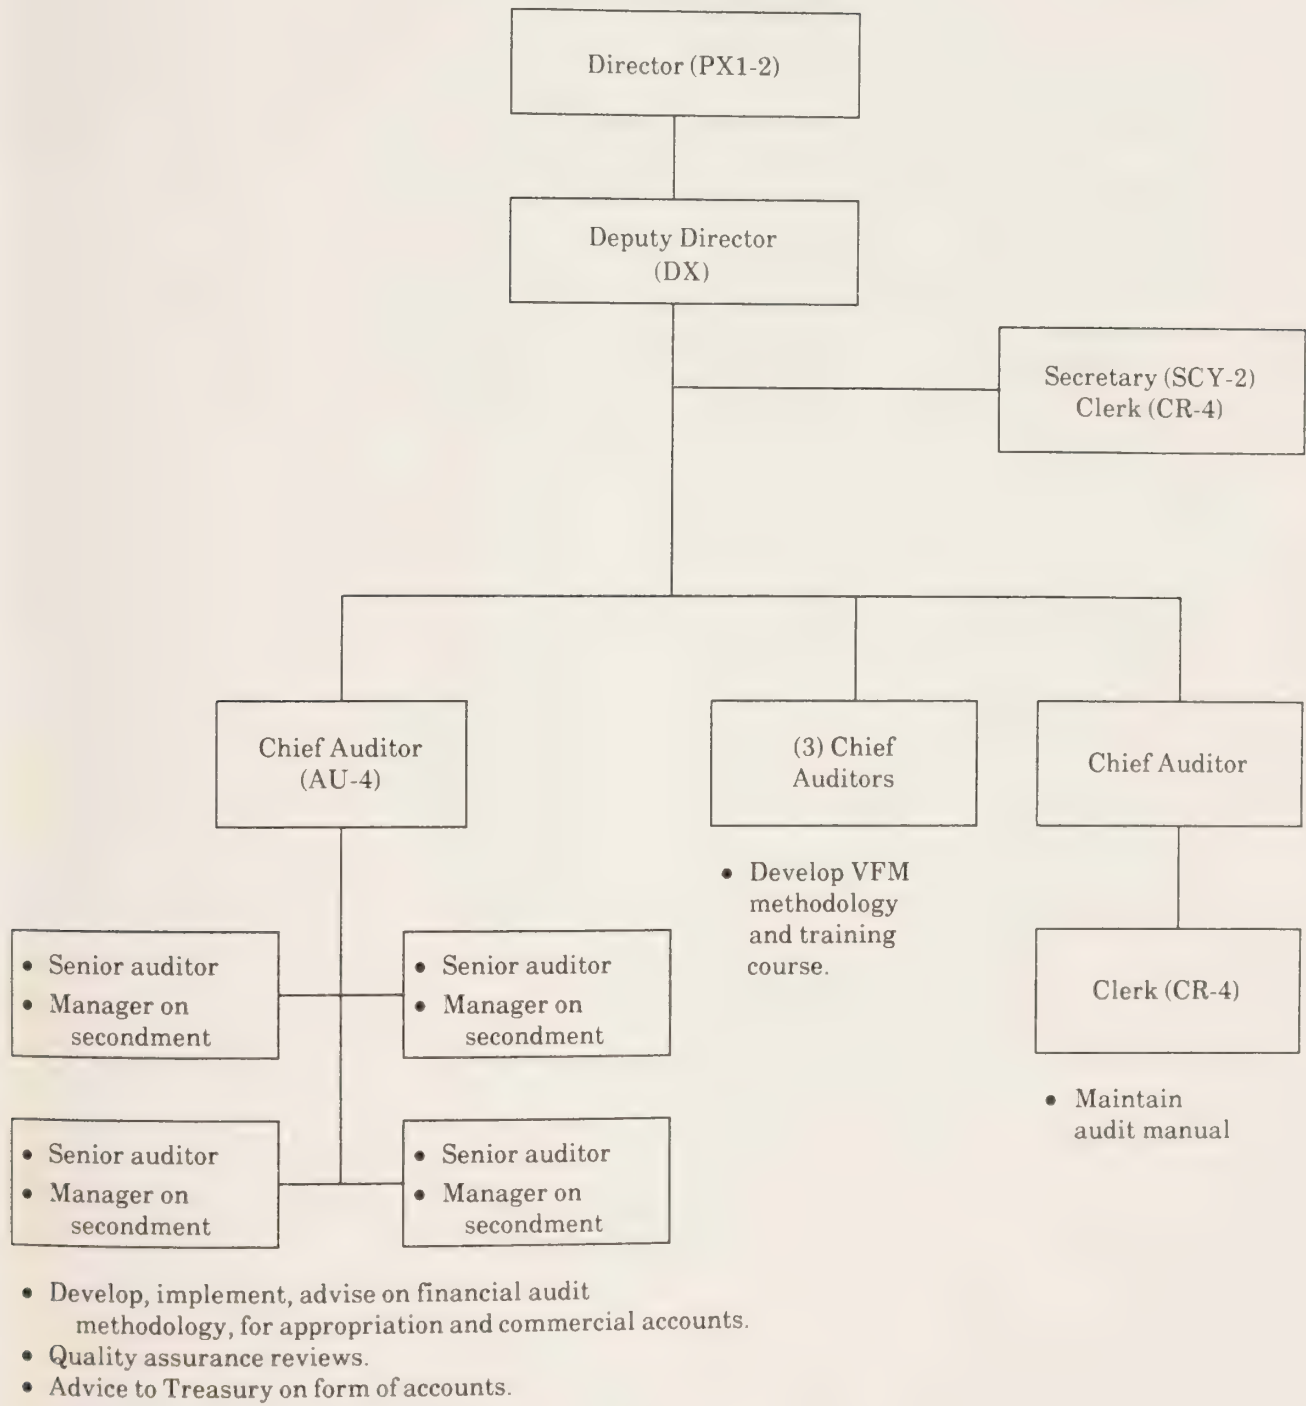 Director (PX1-2)
Deputy Director
(DX)
Secretary (SCY-2)
Clerk (CR-4)
Chief Auditor
(AU-4)
(3) Chief
Auditors
Chief Auditor
• Develop VFM
methodology
and training
course.
Clerk (CR-4)
• Maintain
audit manual
• Senior auditor
• Manager on
secondment
• Senior auditor
• Manager on
secondment
• Senior auditor
• Manager on
secondment
• Senior auditor
• Manager on
secondment
• Develop, implement, advise on financial audit
methodology, for appropriation and commercial accounts.
• Quality assurance reviews.
• Advice to Treasury on form of accounts.